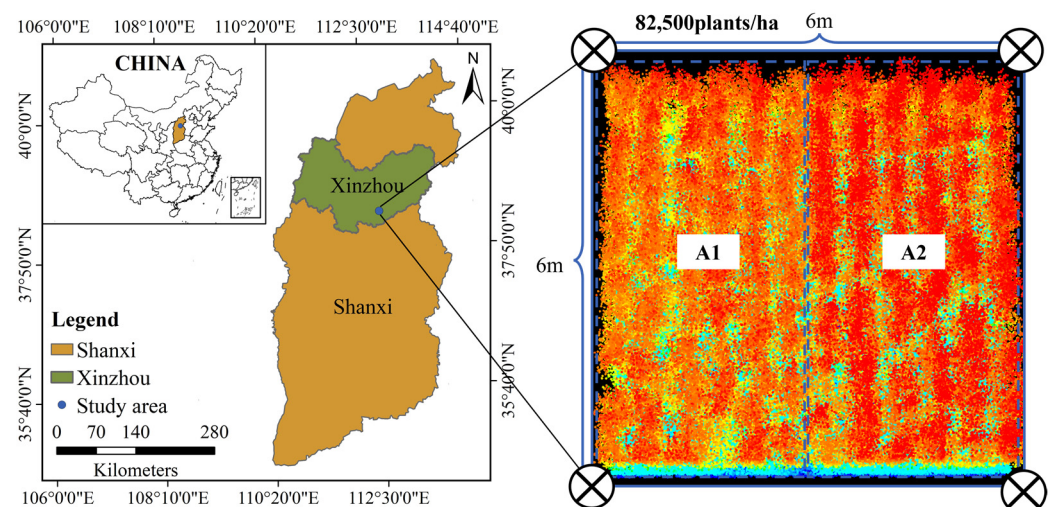 106°0'0"E 108°10'0"E 110°20'0"E 112°30'0"E 114°40'0"E
82,500plants/ha 6m
CHINA
N
40°0'0"N
40°0'0"N
Xinzhou
37°50'0"N
37°50'0"N
6m
A1 A2
Shanxi
Legend
Shanxi
Xinzhou
Study area
35°40'0"N
35°40'0"N
0 70 140 280
Kilometers
106°0'0"E 108°10'0"E 110°20'0"E 112°30'0"E